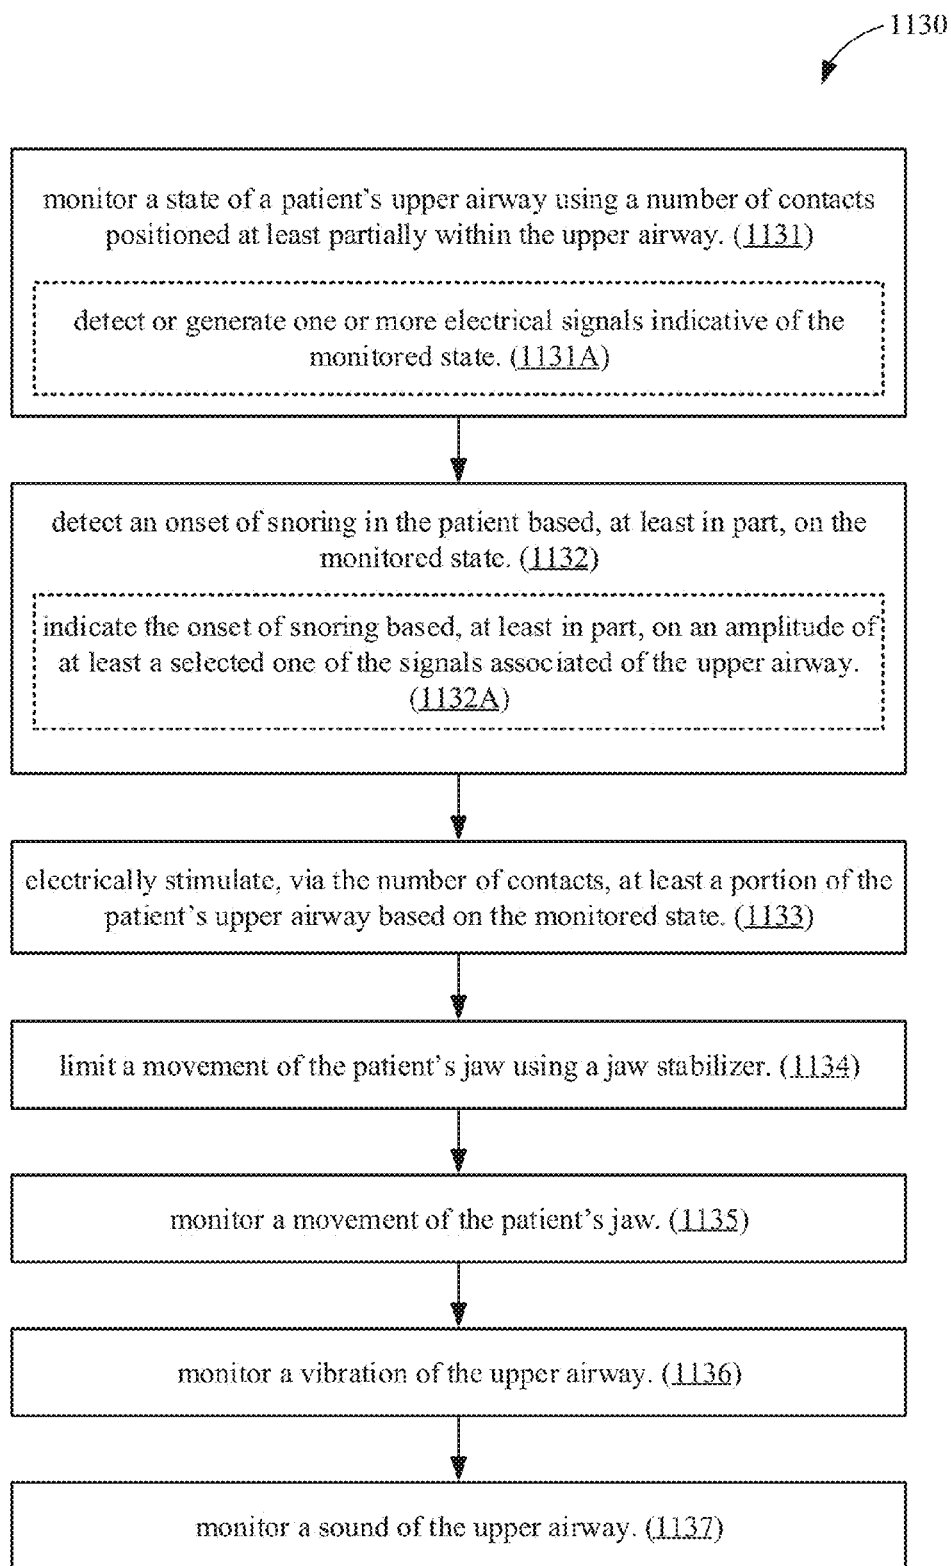 1130
monitor a state of a patient's upper airway using a number of contacts
positioned at least partially within the upper airway. (1131)
detect or generate one or more electrical signals indicative of the
monitored state. (1131A)
detect an onset of snoring in the patient based, at least in part, on the
monitored state. (1132)
indicate the onset of snoring based, at least in part, on an amplitude of
at least a selected one of the signals associated of the upper airway.
(1132A)
electrically stimulate, via the number of contacts, at least a portion of the
patient's upper airway based on the monitored state. (1133)
limit a movement of the patient's jaw using a jaw stabilizer. (1134)
monitor a movement of the patient's jaw. (1135)
monitor a vibration of the upper airway. (1136)
monitor a sound of the upper airway. (1137)